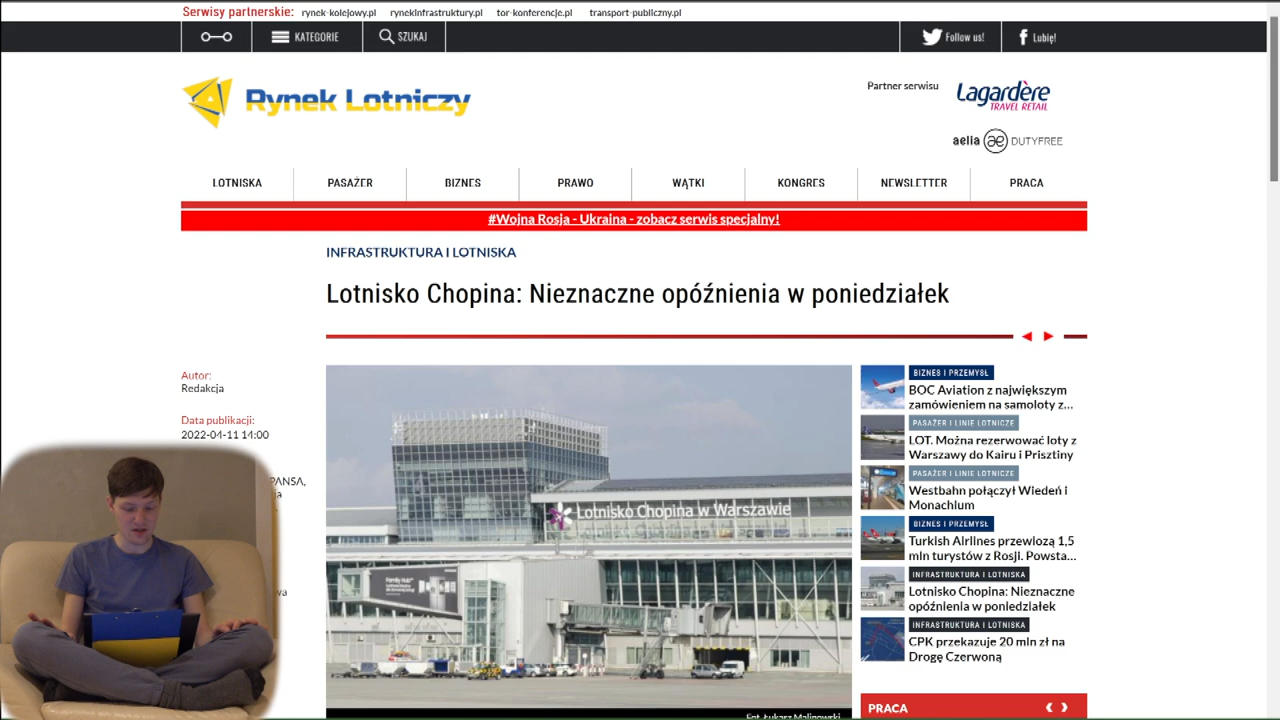 Serwisy partnerskie: rynek-kolejowy.pl rynekinfrastruktury.pl tor-konferencje.pl transport-publiczny.pl
KATEGORIE SZUKAJ Follow us! Lubię!
Rynek Lotniczy
Partner serwisu Lagardère
TRAVEL RETAIL
aelia æ DUTYFREE
LOTNISKA PASAŻER BIZNES PRAWO WĄTKI KONGRES NEWSLETTER PRACA
#Wojna Rosja - Ukraina - zobacz serwis specjalny!
INFRASTRUKTURA I LOTNISKA
Lotnisko Chopina: Nieznaczne opóźnienia w poniedziałek
Autor:
Redakcja
Data publikacji:
2022-04-11 14:00
PANSA,
Lotnisko Chopina w Warszawie
Family Hub
Fot. Łukasz Malinowski
BIZNES I PRZEMYSŁ
BOC Aviation z największym
zamówieniem na samoloty z...
PASAŻER I LINIE LOTNICZE
LOT. Można rezerwować loty z
Warszawy do Kairu i Prisztiny
PASAŻER I LINIE LOTNICZE
Westbahn połączył Wiedeń i
Monachium
BIZNES I PRZEMYSŁ
Turkish Airlines przewiozą 1,5
mln turystów z Rosji. Powsta...
INFRASTRUKTURA I LOTNISKA
Lotnisko Chopina: Nieznaczne
opóźnienia w poniedziałek
INFRASTRUKTURA I LOTNISKA
CPK przekazuje 20 mln zł na
Drogę Czerwoną
PRACA